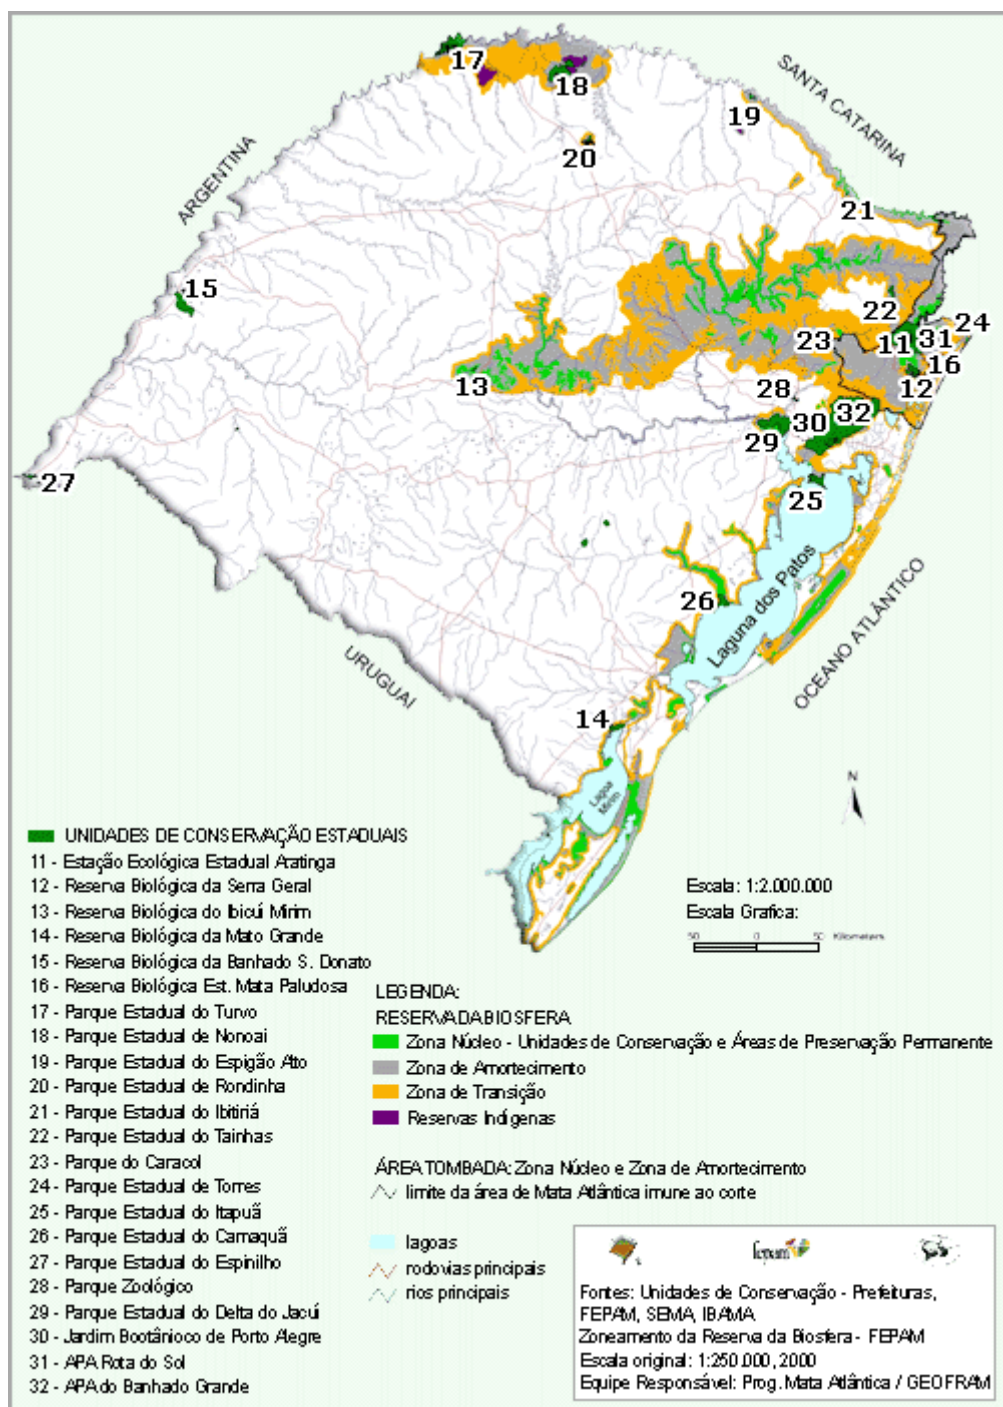 17
18
19
20
21
15
22
24
23
11
31
16
13
28
12
30
32
29
27
25
26
14
SANTA CATARINA
ARGENTINA
Laguna dos Patos
OCEANO ATLÂNTICO
URUGUAI
Lagoa
Mirim
N
UNIDADES DE CONSERVAÇÃO ESTADUAIS
11 - Estação Ecológica Estadual Aratinga
12 - Reserva Biológica da Serra Geral
13 - Reserva Biológica do Ibicuí Mirim
14 - Reserva Biológica da Mato Grande
15 - Reserva Biológica da Banhado S. Donato
16 - Reserva Biológica Est. Mata Paludosa
17 - Parque Estadual do Turvo
18 - Parque Estadual de Nonoai
19 - Parque Estadual do Espigão Alto
20 - Parque Estadual de Rondinha
21 - Parque Estadual do Ibitiriá
22 - Parque Estadual do Tainhas
23 - Parque do Caracol
24 - Parque Estadual de Torres
25 - Parque Estadual do Itapuã
26 - Parque Estadual do Camaquã
27 - Parque Estadual do Espinilho
28 - Parque Zoológico
29 - Parque Estadual do Delta do Jacuí
30 - Jardim Bootânioco de Porto Alegre
31 - APA Rota do Sol
32 - APA do Banhado Grande
Escala: 1:2.000.000
Escala Grafica:
50 0 50 Kilometers
LEGENDA:
RESERVA DA BIOSFERA
Zona Núcleo - Unidades de Conservação e Áreas de Preservação Permanente
Zona de Amortecimento
Zona de Transição
Reservas Indígenas
ÁREA TOMBADA: Zona Núcleo e Zona de Amortecimento
limite da área de Mata Atlântica imune ao corte
lagoas
rodovias principais
rios principais
fepam
Fontes: Unidades de Conservação - Prefeituras,
FEPAM, SEMA, IBAMA
Zoneamento da Reserva da Biosfera - FEPAM
Escala original: 1:250.000, 2000
Equipe Responsável: Prog. Mata Atlântica / GEOFRAM